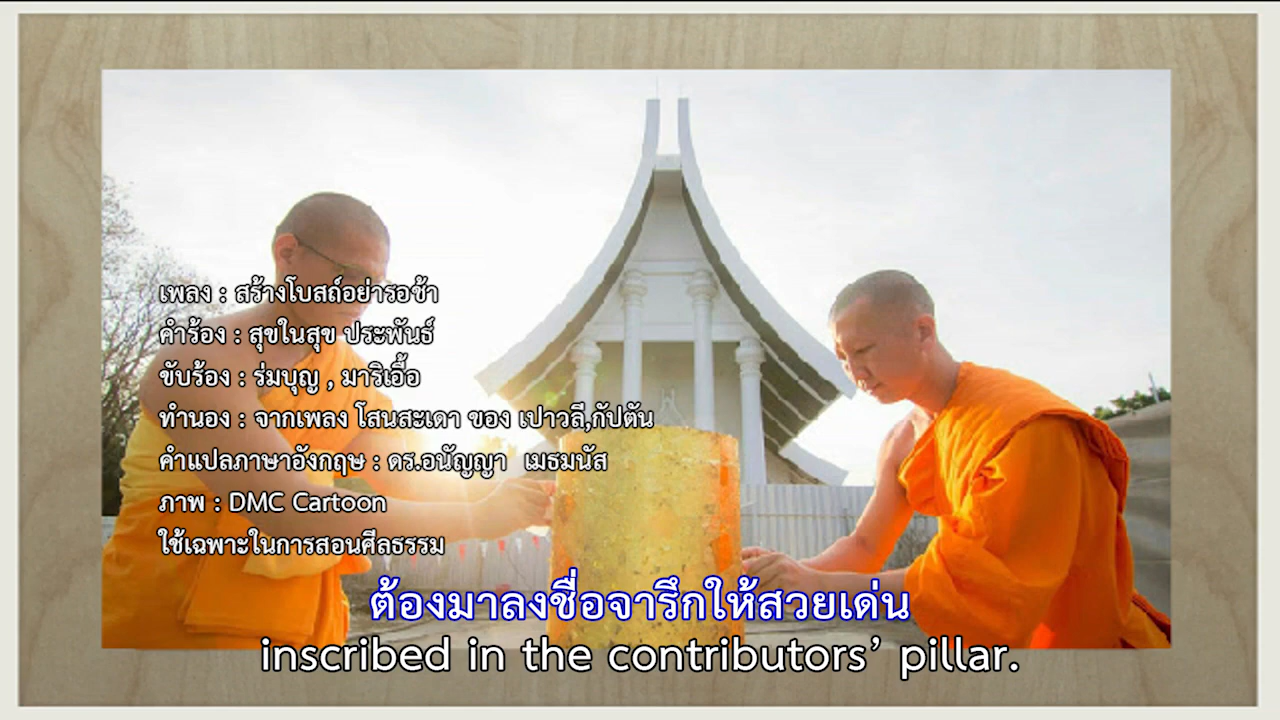 เพลง : สร้างโบสถ์อย่ารอช้า
คำร้อง : สุขในสุข ประพันธ์
ขับร้อง : ร่มบุญ , มาริเอื้อ
ทำนอง : จากเพลง โสนสะเดา ของ เปาวลี,กัปตัน
คำแปลภาษาอังกฤษ : ดร.อนัญญา เมธมนัส
ภาพ : DMC Cartoon
ใช้เฉพาะในการสอนศีลธรรม
ต้องมาลงชื่อจารึกให้สวยเด่น
inscribed in the contributors’ pillar.